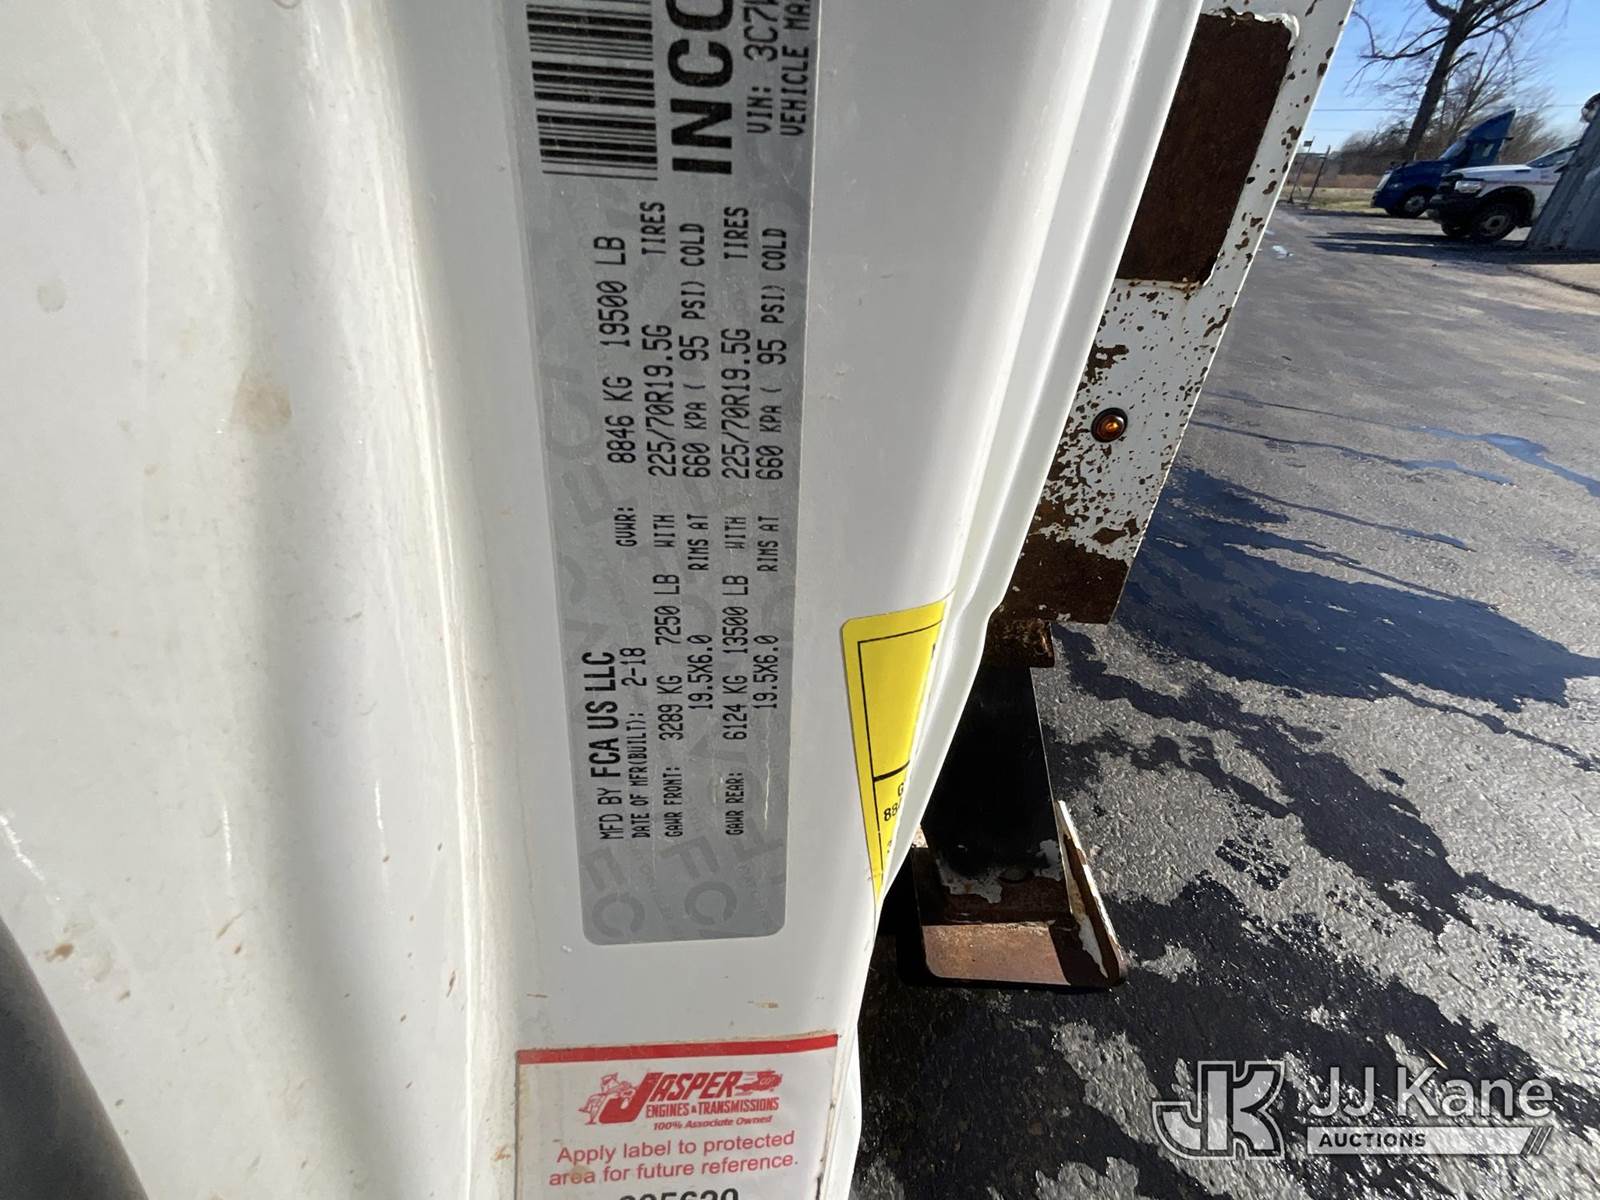 MFD BY FCA US LLC
DATE OF MFR(BUILT): 2-18 GVWR: 8846 KG 19500 LB
GAWR FRONT: 3289 KG 7250 LB WITH 225/70R19.5G TIRES
19.5X6.0 RIMS AT 660 KPA ( 95 PSI) COLD
GAWR REAR: 6124 KG 13500 LB WITH 225/70R19.5G TIRES
19.5X6.0 RIMS AT 660 KPA ( 95 PSI) COLD
VIN:
VEHICLE
JASPER
ENGINES & TRANSMISSIONS
100% Associate Owned
Apply label to protected
area for future reference.
JK JJ Kane
AUCTIONS